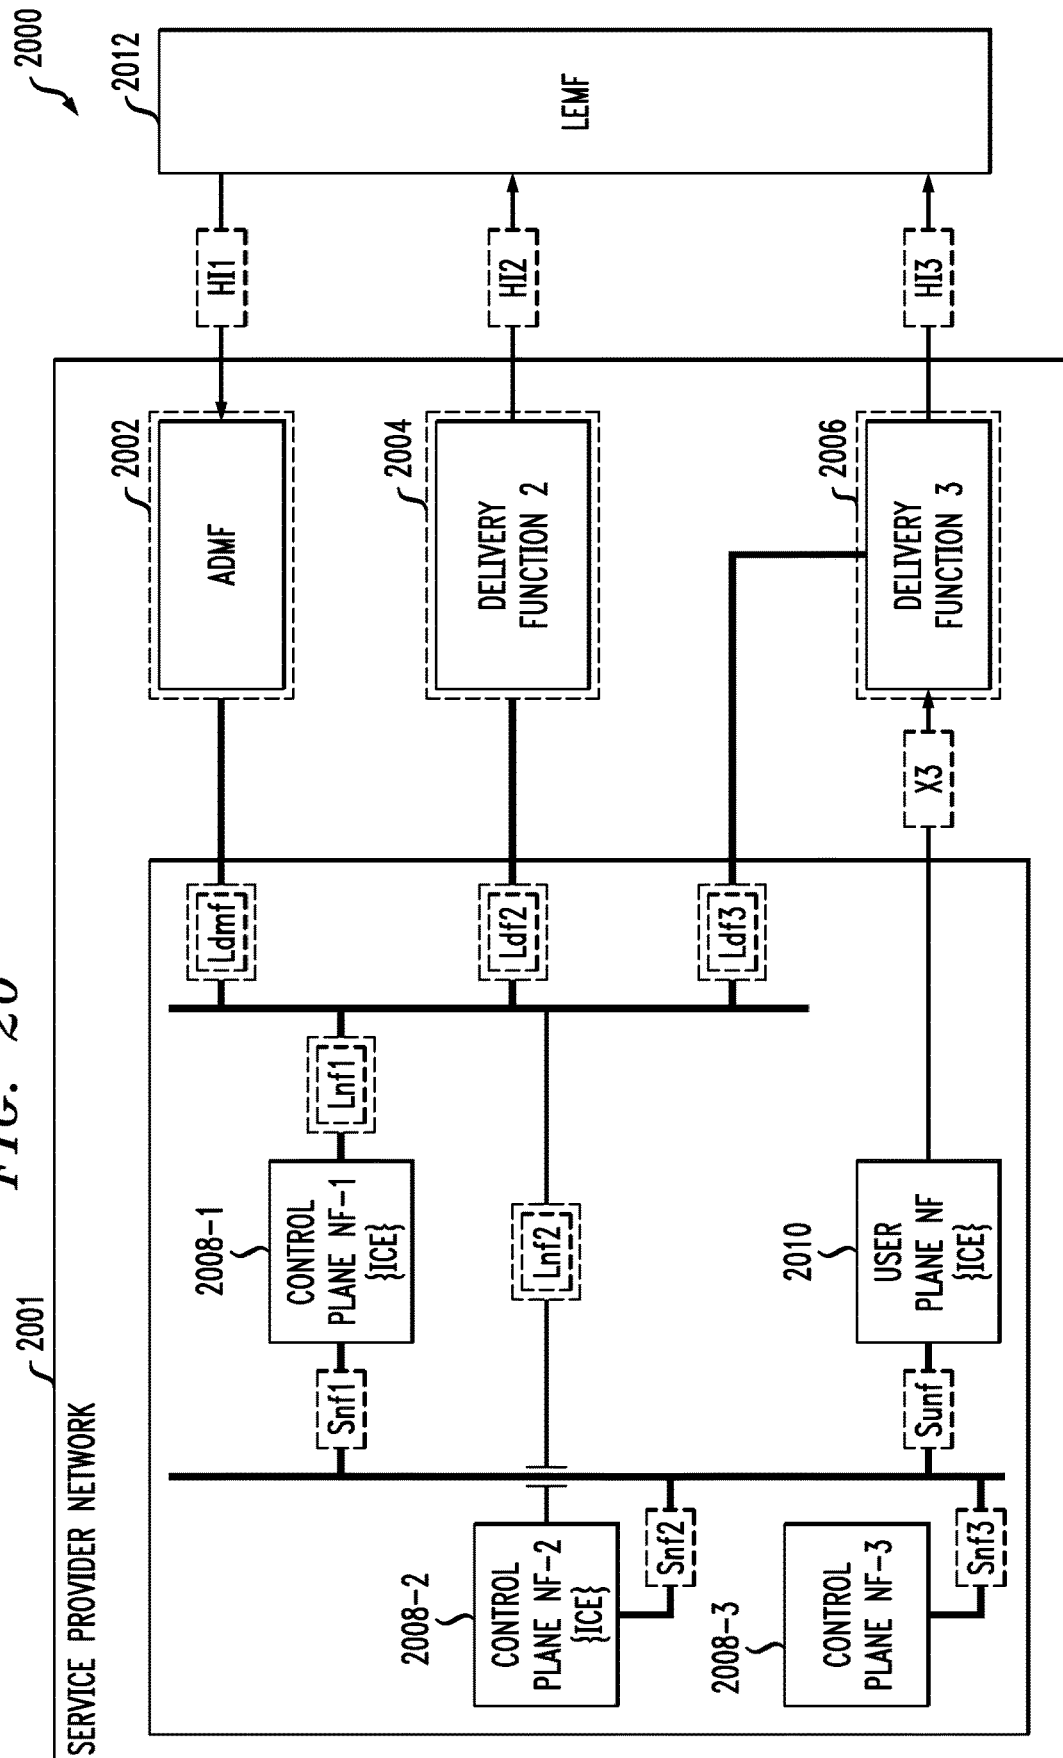 FIG. 20
2000
2001
SERVICE PROVIDER NETWORK
2008-1
CONTROL
PLANE NF-1
{ICE}
Snf1
Lnf1
Ldmf
2002
ADMF
HI1
2012
LEMF
2008-2
CONTROL
PLANE NF-2
{ICE}
Snf2
Lnf2
Ldf2
2004
DELIVERY
FUNCTION 2
HI2
2008-3
CONTROL
PLANE NF-3
Snf3
Sunf
2010
USER
PLANE NF
{ICE}
Ldf3
X3
2006
DELIVERY
FUNCTION 3
HI3